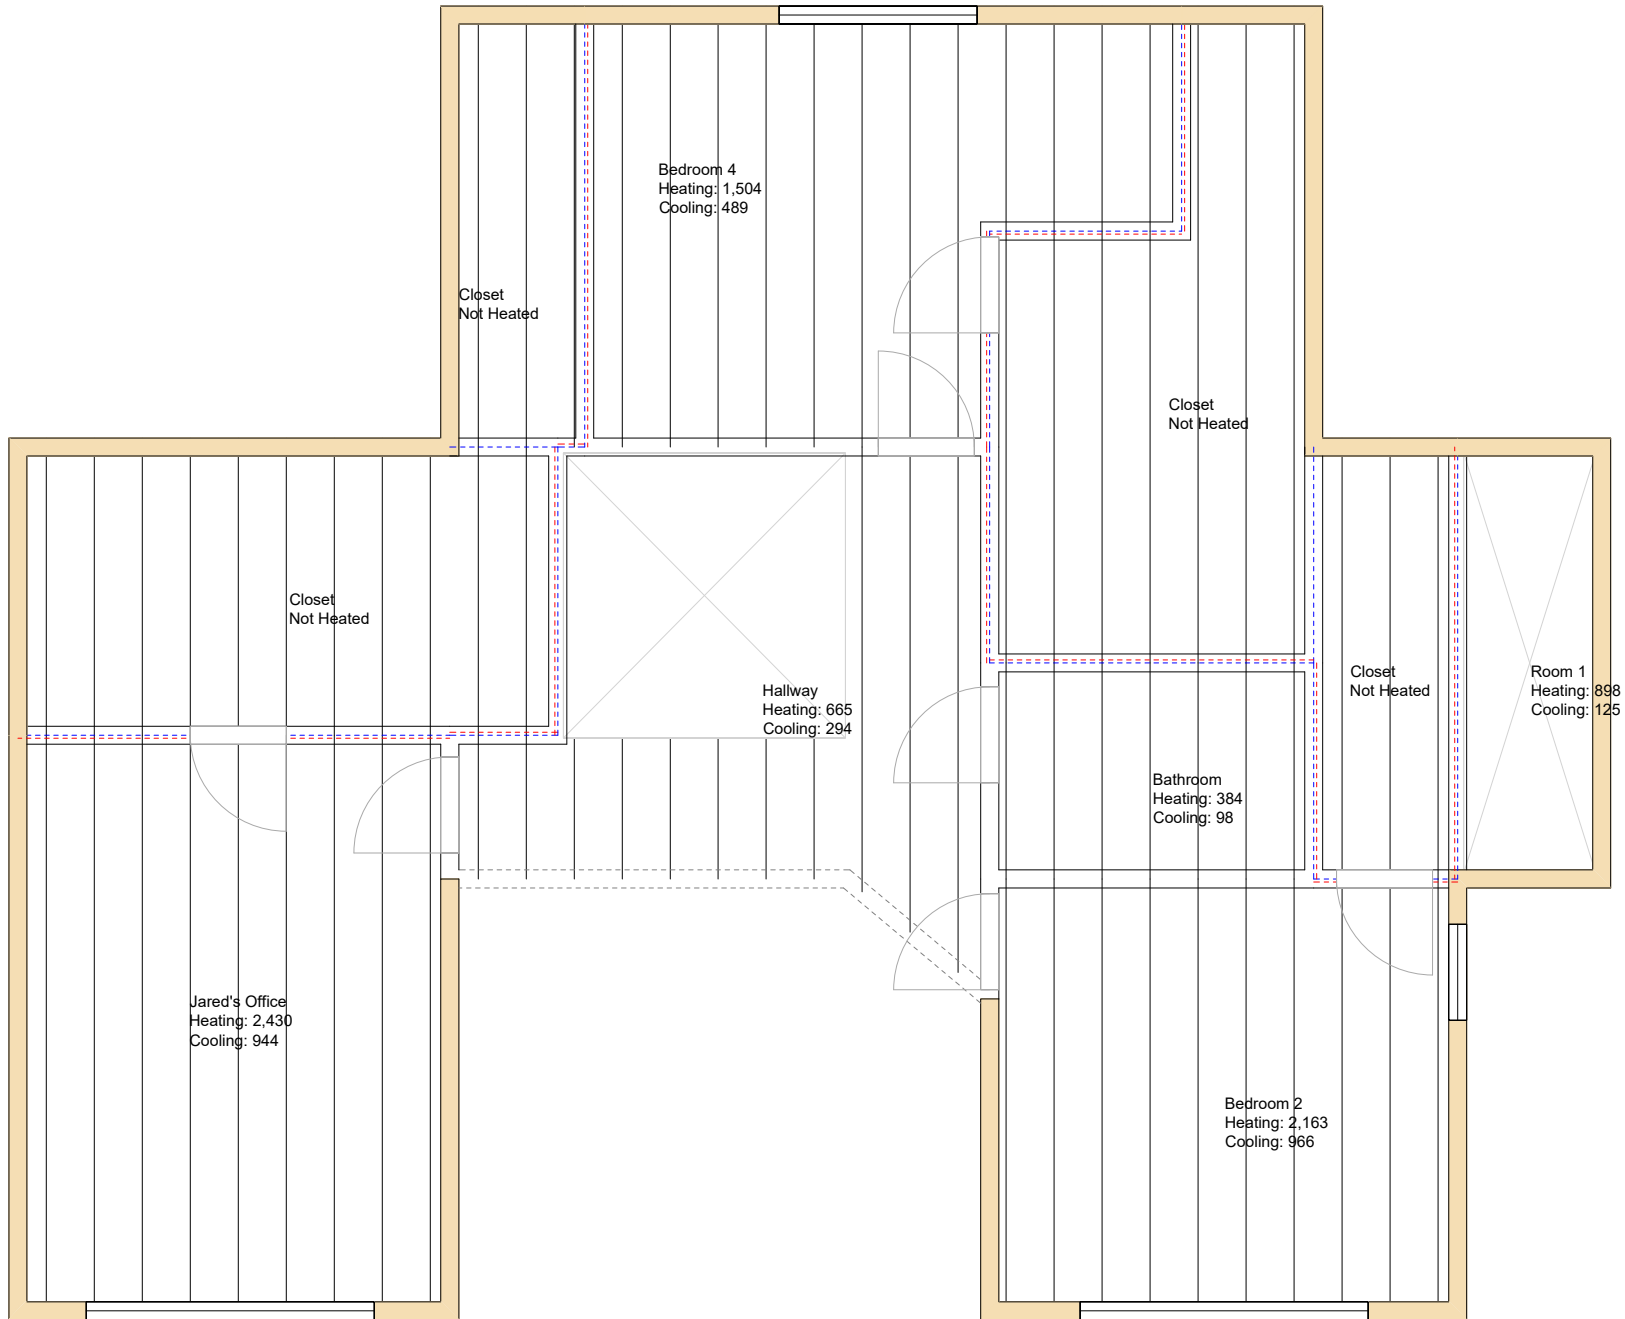 Bedroom 4
Heating: 1,504
Cooling: 489
Closet
Not Heated
Closet
Not Heated
Closet
Not Heated
Hallway
Heating: 665
Cooling: 294
Closet
Not Heated
Room 1
Heating: 898
Cooling: 125
Bathroom
Heating: 384
Cooling: 98
Jared's Office
Heating: 2,430
Cooling: 944
Bedroom 2
Heating: 2,163
Cooling: 966